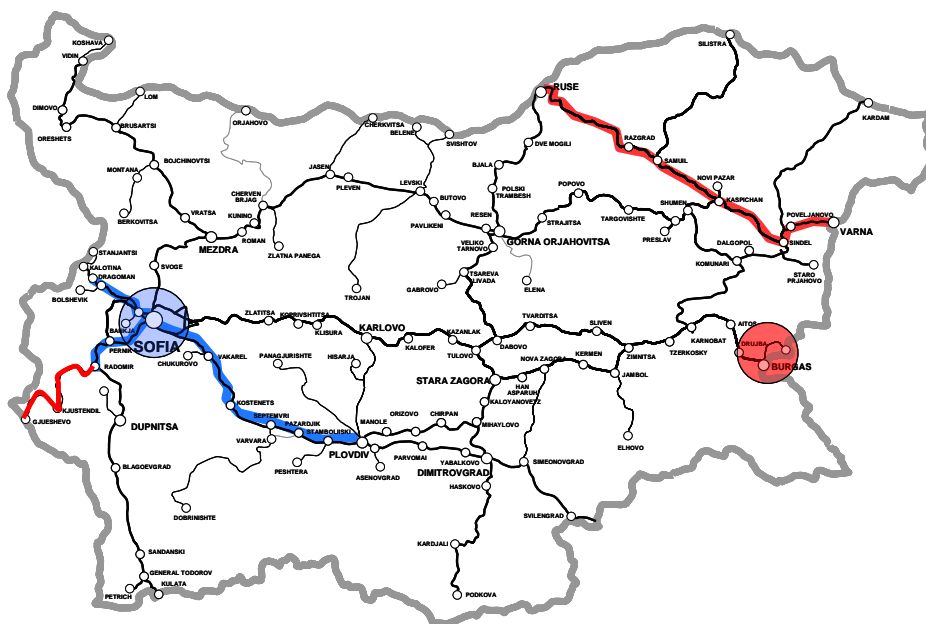 KOSHAVA
VIDIN
SILISTRA
DIMOVO
ORESHETS
LOM
BRUSARTSI
ORJAHOVO
CHERKVITSA
BELENE
SVISHTOV
RUSE
KARDAM
BOJCHINOVTSI
MONTANA
BERKOVITSA
VRATSA
CHERVEN
BRJAG
KUNINO
ROMAN
MEZDRA
ZLATNA PANEGA
JASEN
PLEVEN
LEVSKI
BUTOVO
PAVLIKENI
TROJAN
DVE MOGILI
BJALA
POLSKI
TRAMBESH
RESEN
VELIKO
TARNOVO
GORNA ORJAHOVITSA
STRAJITSA
POPOVO
TARGOVISHTE
RAZGRAD
SAMUIL
NOVI PAZAR
SHUMEN
KASPICHAN
PRESLAV
POVELJANOVO
VARNA
SINDEL
DALGOPOL
KOMUNARI
STARO
PRJAHOVO
TSAREVA
LIVADA
GABROVO
ELENA
STANJANTSI
KALOTINA
DRAGOMAN
BOLSHEVIK
SVOGE
BANKJA
SOFIA
PERNIK
RADOMIR
CHUKUROVO
VAKAREL
ZLATITSA
KOPRIVSHTITSA
KLISURA
KARLOVO
KALOFER
KAZANLAK
TULOVO
DABOVO
TVARDITSA
SLIVEN
ZIMNITSA
TZERKOSKY
KARNOBAT
AITOS
DRUJBA
BURGAS
PANAGJURISHTE
HISARJA
STARA ZAGORA
NOVA ZAGORA
HAN
ASPARUH
KERMEN
JAMBOL
KALOYANOVETZ
ELHOVO
KJUSTENDIL
GJUESHEVO
DUPNITSA
KOSTENETS
SEPTEMVRI
PAZARDJIK
STAMBOLIJSKI
VARVARA
PESHTERA
PLOVDIV
ASENOVGRAD
MANOLE
ORIZOVO
CHIRPAN
MIHAYLOVO
PARVOMAI
YABALKOVO
DIMITROVGRAD
SIMEONOVGRAD
HASKOVO
SVILENGRAD
BLAGOEVGRAD
DOBRINISHTE
KARDJALI
PODKOVA
SANDANSKI
GENERAL TODOROV
PETRICH
KULATA